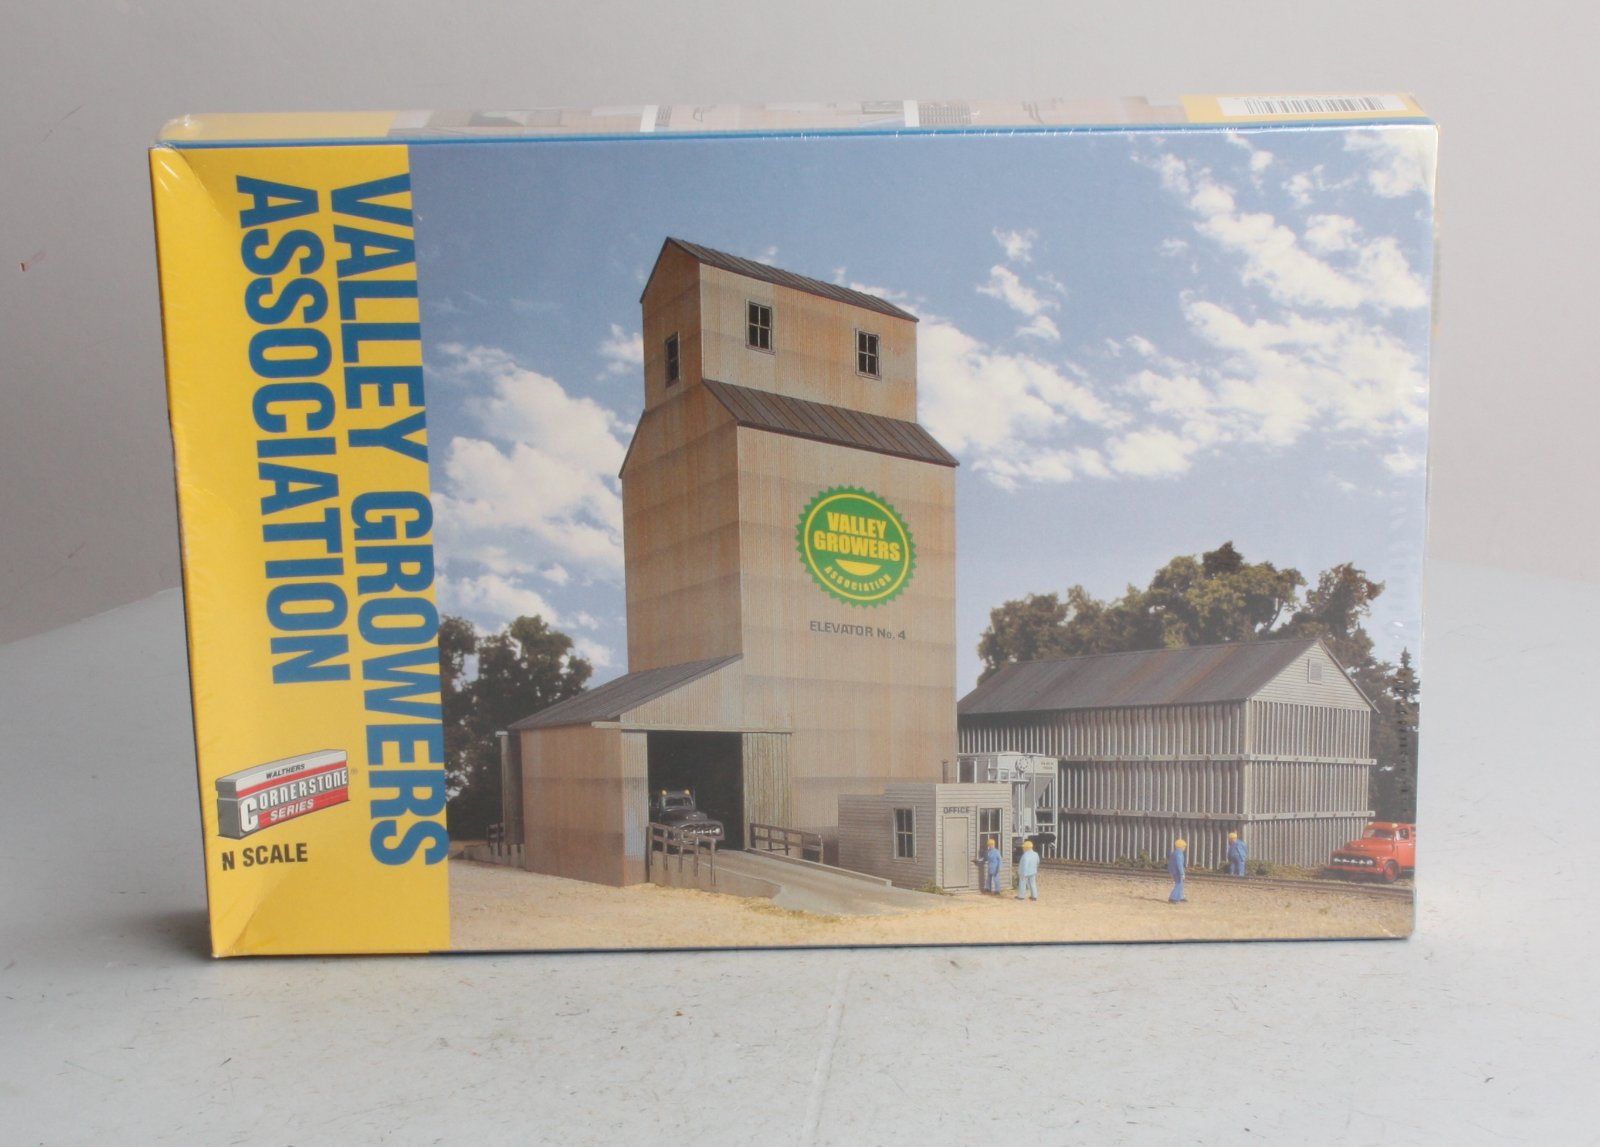 VALLEY GROWERS
ASSOCIATION
WALTHERS
CORNERSTONE®
SERIES
N SCALE
VALLEY
GROWERS
ASSOCIATION
ELEVATOR No. 4
OFFICE